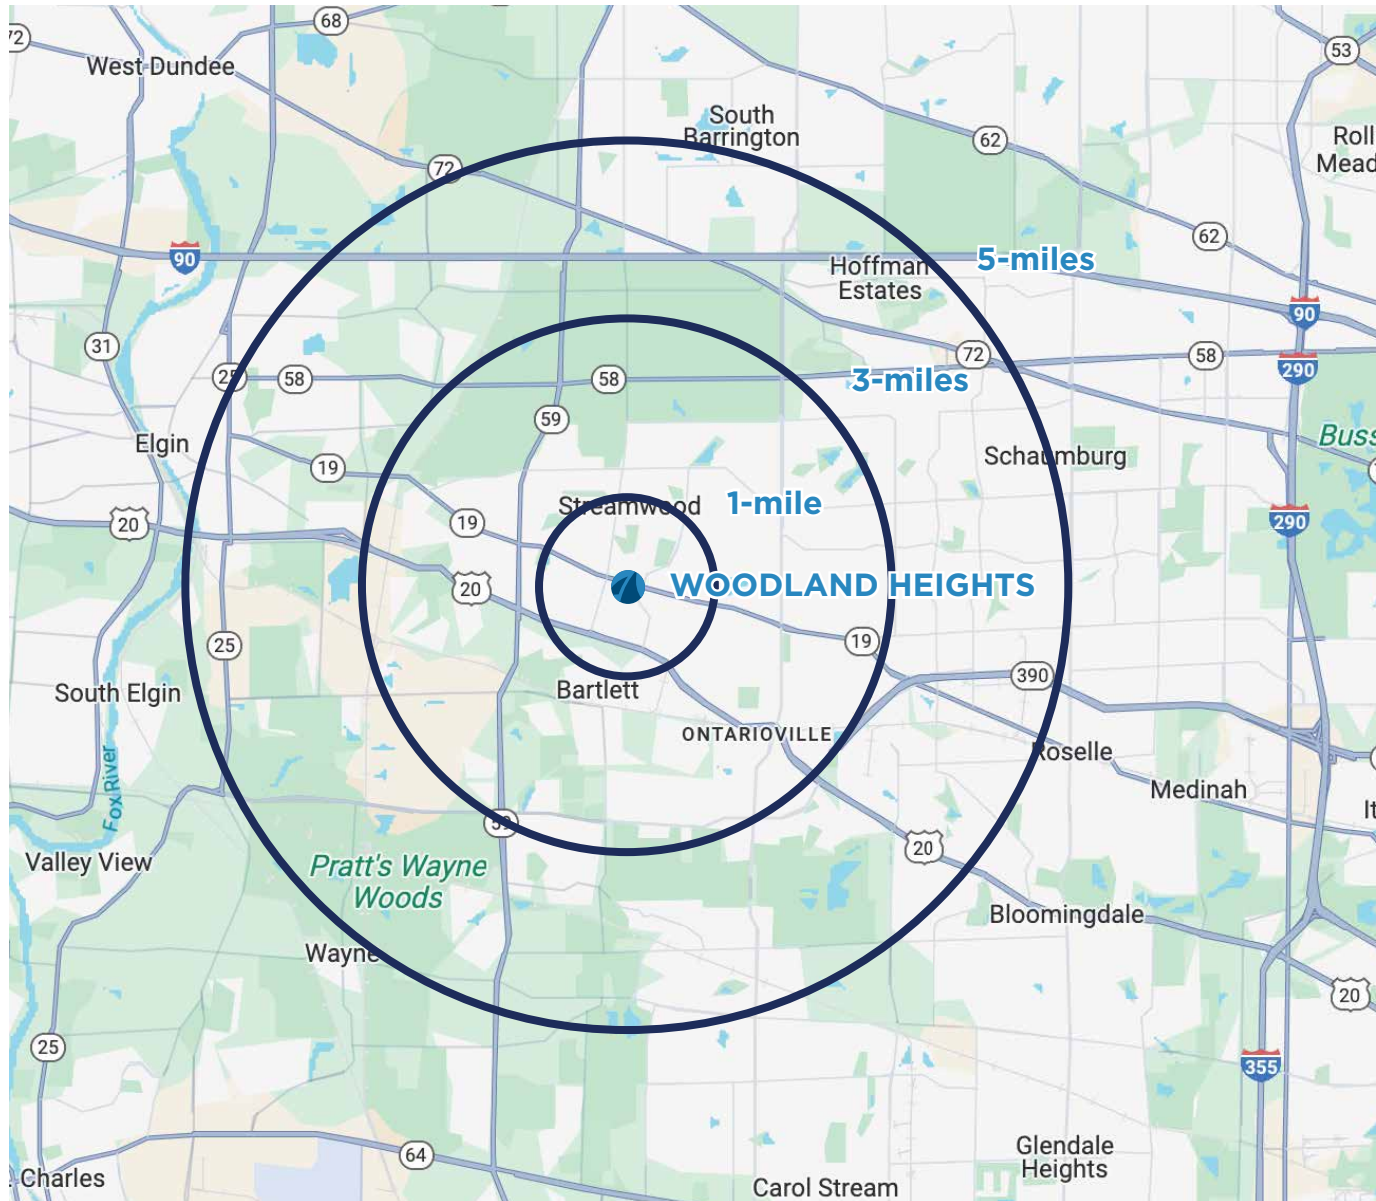 68
72
West Dundee
53
South
Barrington
62
Roll
Mead
72
62
90
Hoffman
Estates
5-miles
90
31
72
58
290
25
58
58
3-miles
59
Buss
Elgin
Schaumburg
19
Streamwood
1-mile
20
19
290
20
WOODLAND HEIGHTS
25
19
390
South Elgin
Bartlett
ONTARIOVILLE
Roselle
Medinah
Fox River
It
59
20
Valley View
Pratt's Wayne
Woods
Bloomingdale
Wayne
20
25
355
64
Glendale
Heights
Charles
Carol Stream